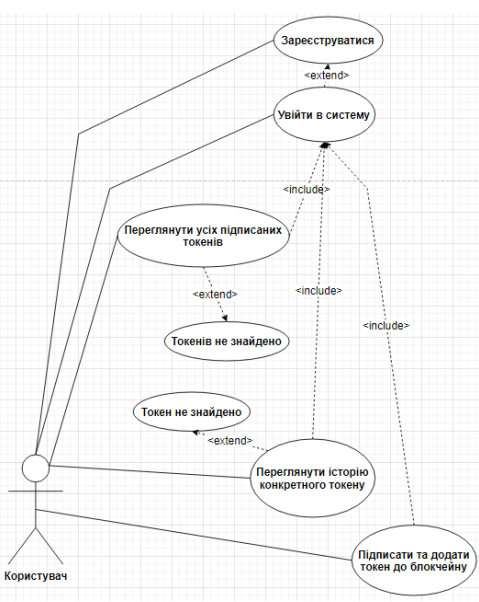 Зареєструватися
<extend>
Увійти в систему
<include>
Переглянути усіх підписаних
токенів
<extend>
<include>
<include>
Токенів не знайдено
Токен не знайдено
<extend>
Переглянути історію
конкретного токену
Підписати та додати
токен до блокчейну
Користувач